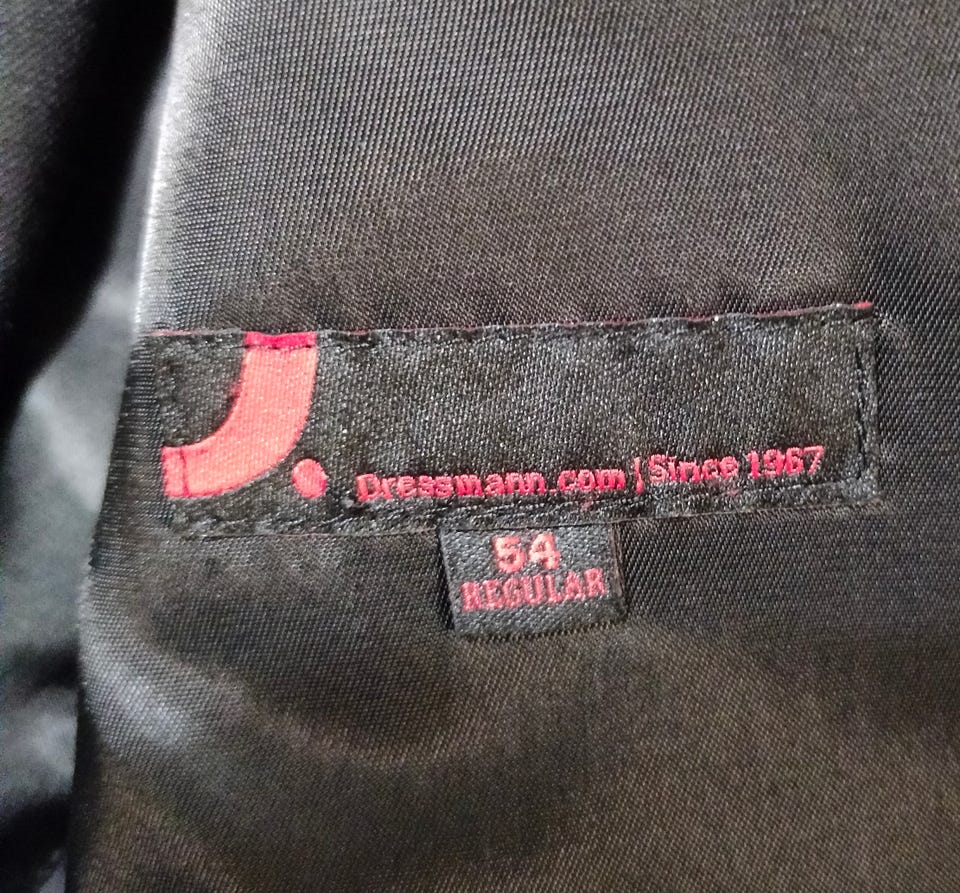 Dressmann.com | Since 1967
54
REGULAR